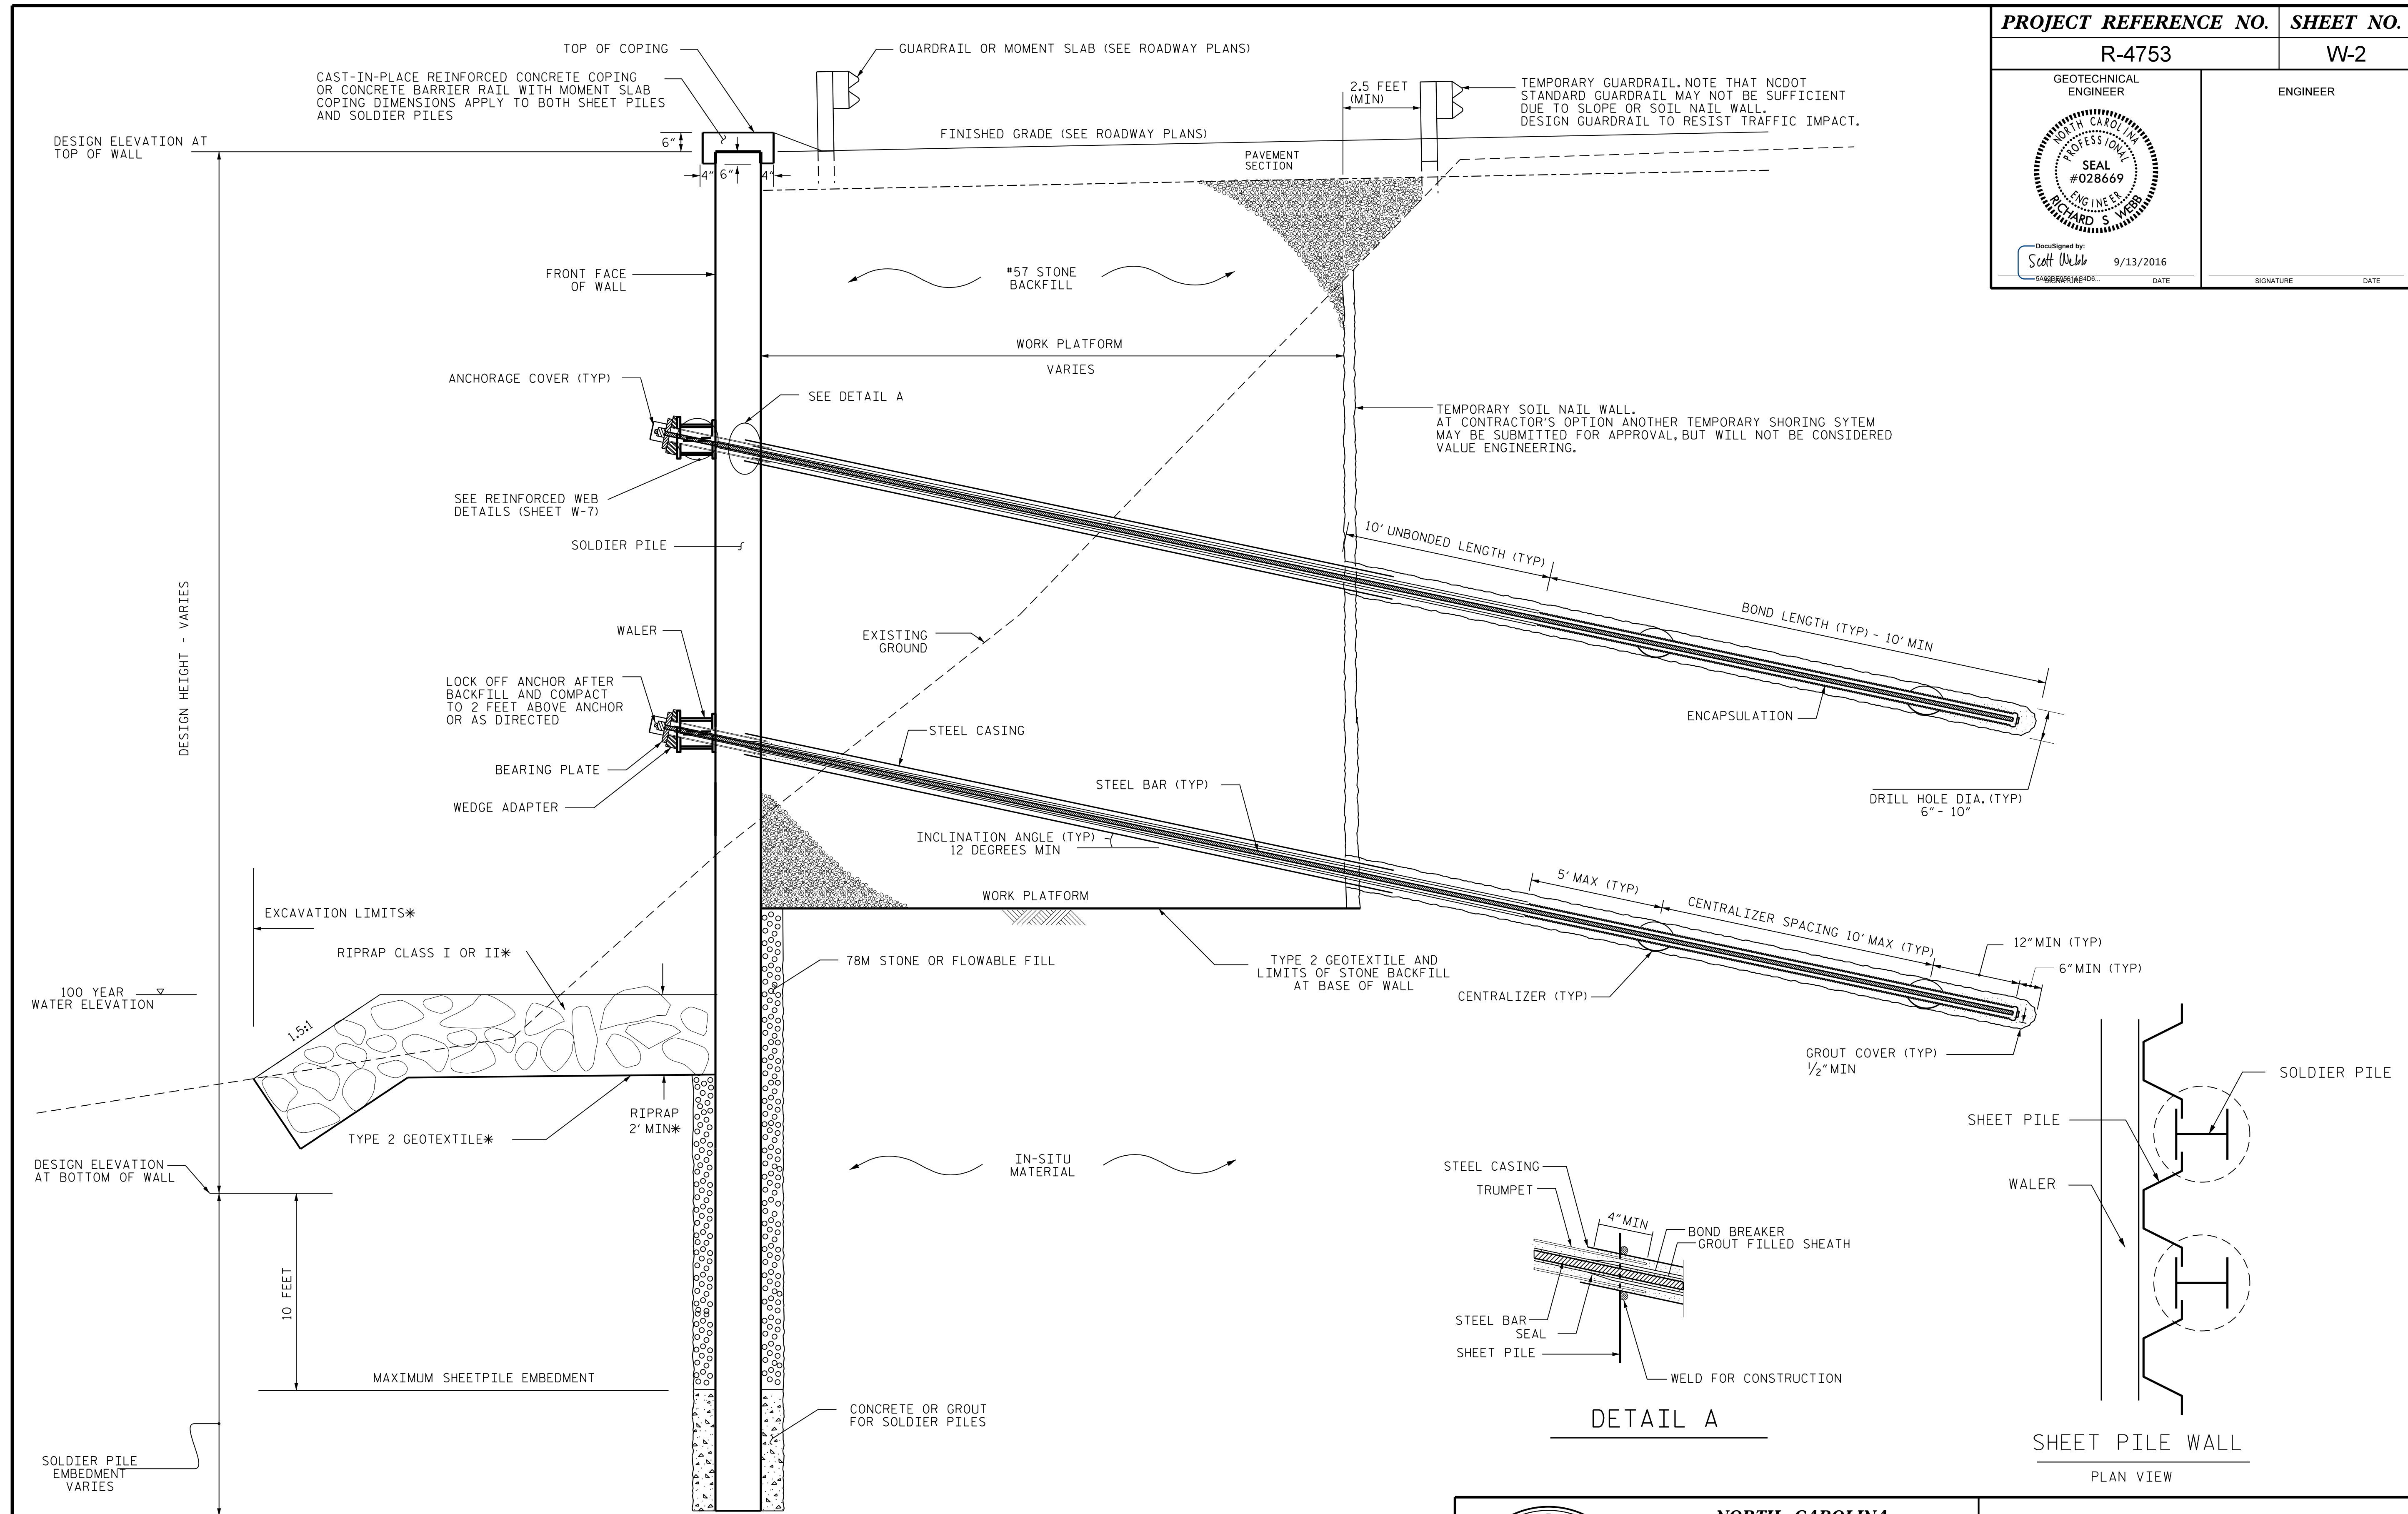 PROJECT REFERENCE NO.
SHEET NO.
R-4753
W-2
GEOTECHNICAL
ENGINEER
ENGINEER
NORTH CAROLINA
PROFESSIONAL
SEAL
#028669
ENGINEER
RICHARD S WEBB
DocuSigned by:
Scott Webb
9/13/2016
SIGNATURE
DATE
SIGNATURE
DATE
TOP OF COPING
GUARDRAIL OR MOMENT SLAB (SEE ROADWAY PLANS)
CAST-IN-PLACE REINFORCED CONCRETE COPING
OR CONCRETE BARRIER RAIL WITH MOMENT SLAB
COPING DIMENSIONS APPLY TO BOTH SHEET PILES
AND SOLDIER PILES
2.5 FEET
(MIN)
TEMPORARY GUARDRAIL. NOTE THAT NCDOT
STANDARD GUARDRAIL MAY NOT BE SUFFICIENT
DUE TO SLOPE OR SOIL NAIL WALL.
DESIGN GUARDRAIL TO RESIST TRAFFIC IMPACT.
DESIGN ELEVATION AT
TOP OF WALL
6"
FINISHED GRADE (SEE ROADWAY PLANS)
PAVEMENT
SECTION
4"
6"
4"
FRONT FACE
OF WALL
#57 STONE
BACKFILL
WORK PLATFORM
VARIES
ANCHORAGE COVER (TYP)
SEE DETAIL A
TEMPORARY SOIL NAIL WALL.
AT CONTRACTOR'S OPTION ANOTHER TEMPORARY SHORING SYTEM
MAY BE SUBMITTED FOR APPROVAL, BUT WILL NOT BE CONSIDERED
VALUE ENGINEERING.
SEE REINFORCED WEB
DETAILS (SHEET W-7)
SOLDIER PILE
10' UNBONDED LENGTH (TYP)
BOND LENGTH (TYP) - 10' MIN
DESIGN HEIGHT - VARIES
WALER
EXISTING
GROUND
LOCK OFF ANCHOR AFTER
BACKFILL AND COMPACT
TO 2 FEET ABOVE ANCHOR
OR AS DIRECTED
ENCAPSULATION
STEEL CASING
BEARING PLATE
STEEL BAR (TYP)
WEDGE ADAPTER
DRILL HOLE DIA. (TYP)
6" - 10"
INCLINATION ANGLE (TYP)
12 DEGREES MIN
WORK PLATFORM
5' MAX (TYP)
CENTRALIZER SPACING 10' MAX (TYP)
12" MIN (TYP)
6" MIN (TYP)
EXCAVATION LIMITS*
RIPRAP CLASS I OR II*
78M STONE OR FLOWABLE FILL
TYPE 2 GEOTEXTILE AND
LIMITS OF STONE BACKFILL
AT BASE OF WALL
CENTRALIZER (TYP)
100 YEAR
WATER ELEVATION
1.5:1
GROUT COVER (TYP)
1/2" MIN
RIPRAP
2' MIN*
TYPE 2 GEOTEXTILE*
SOLDIER PILE
SHEET PILE
WALER
DESIGN ELEVATION
AT BOTTOM OF WALL
IN-SITU
MATERIAL
STEEL CASING
TRUMPET
4" MIN
BOND BREAKER
GROUT FILLED SHEATH
10 FEET
STEEL BAR
SEAL
SHEET PILE
WELD FOR CONSTRUCTION
MAXIMUM SHEETPILE EMBEDMENT
CONCRETE OR GROUT
FOR SOLDIER PILES
DETAIL A
SHEET PILE WALL
PLAN VIEW
SOLDIER PILE
EMBEDMENT
VARIES
NORTH CAROLINA